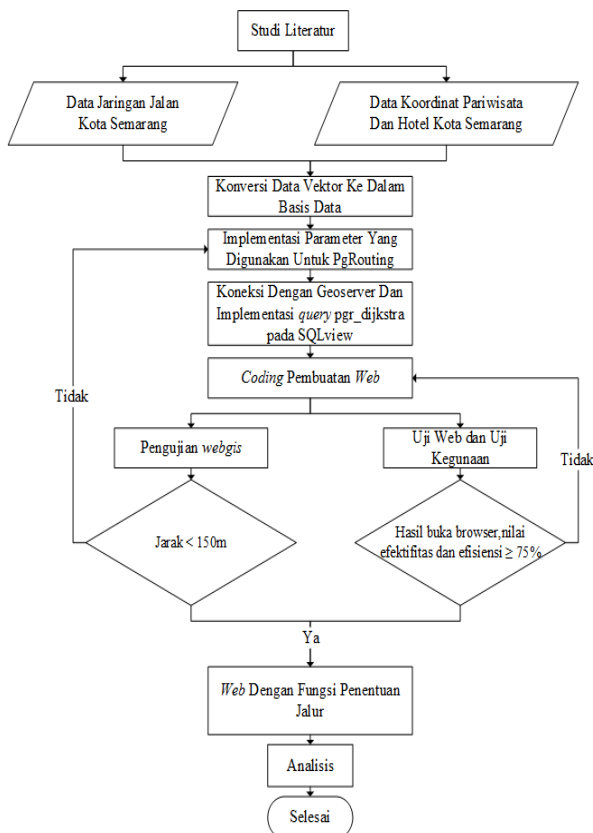 Studi Literatur
Data Jaringan Jalan
Kota Semarang
Data Koordinat Pariwisata
Dan Hotel Kota Semarang
Konversi Data Vektor Ke Dalam
Basis Data
Implementasi Parameter Yang
Digunakan Untuk PgRouting
Koneksi Dengan Geoserver Dan
Implementasi query pgr_dijkstra
pada SQLview
Coding Pembuatan Web
Tidak
Pengujian webgis
Uji Web dan Uji
Kegunaan
Tidak
Jarak < 150m
Hasil buka browser,nilai
efektifitas dan efisiensi ≥ 75%
Ya
Web Dengan Fungsi Penentuan
Jalur
Analisis
Selesai